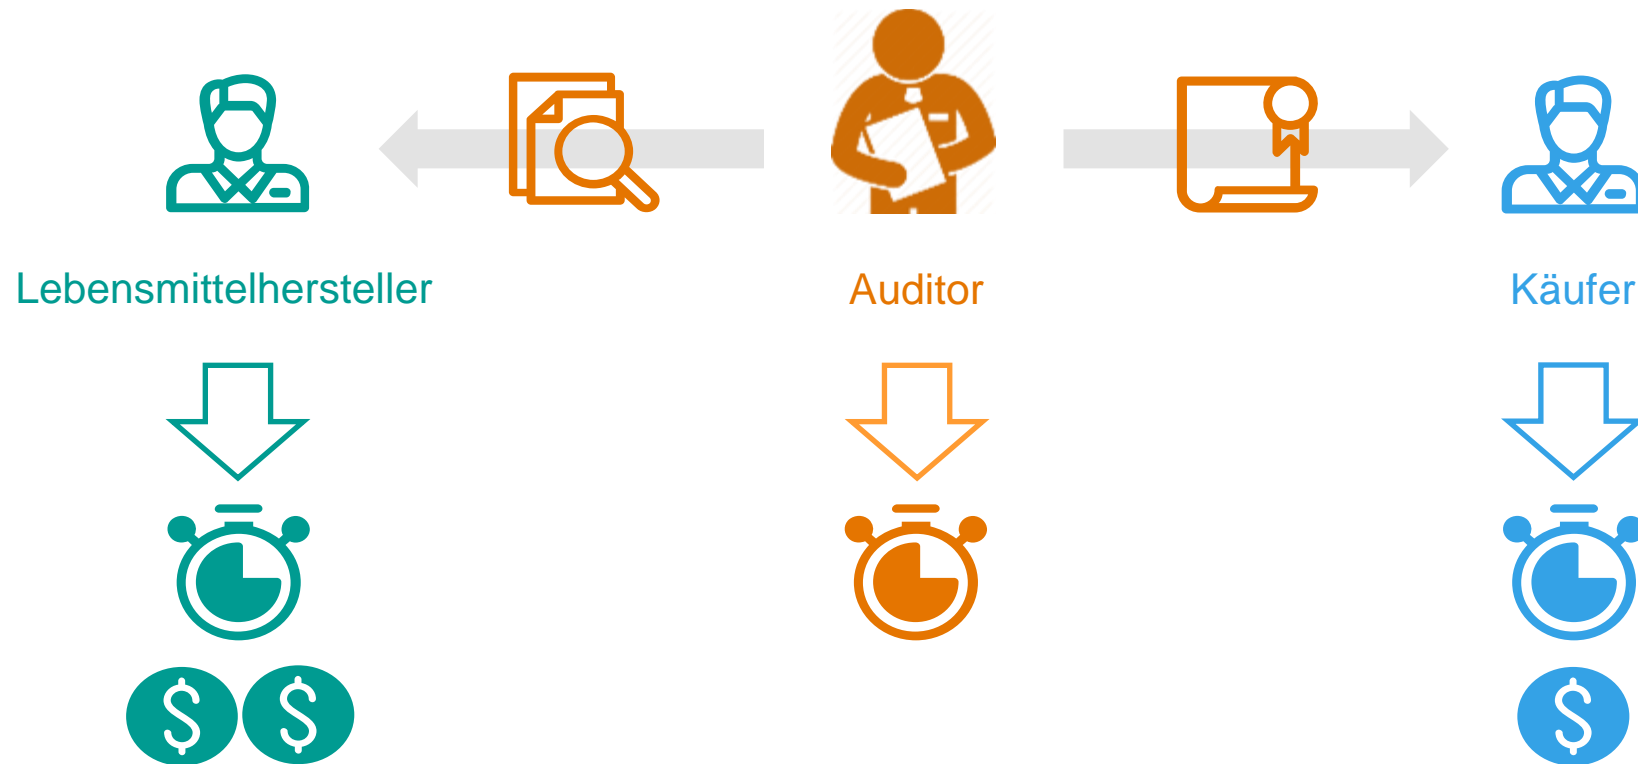 Lebensmittelhersteller
Auditor
Käufer
$ $
$